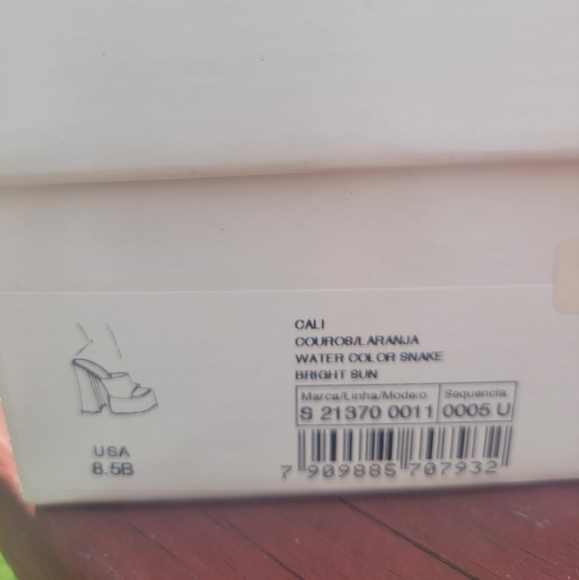 CALI
COUROS/LARANJA
WATER COLOR SNAKE
BRIGHT SUN
Marca/Linha/Modelo Sequencia
S 21370 0011 0005 U
7 909885 707932
USA
8.5B